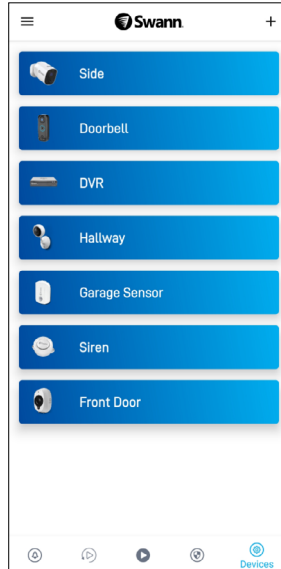 Swann
Side
Doorbell
DVR
Hallway
Garage Sensor
Siren
Front Door
Devices